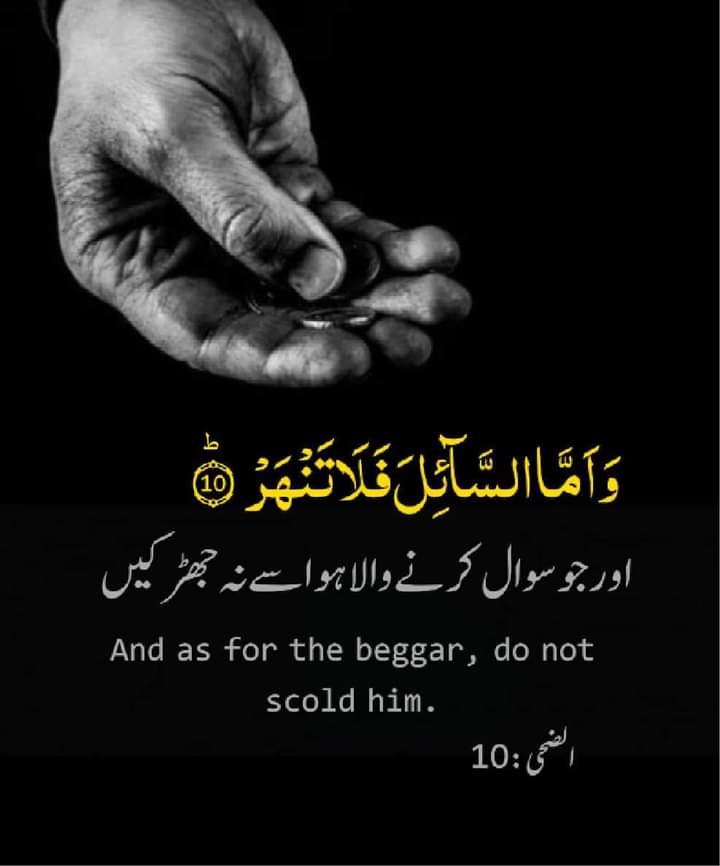 وَاَمَّا السَّآئِلَ فَلَا تَنْهَرْ ؕ 10
اور جو سوال کرنے والا ہو اسے نہ جھڑکیں
And as for the beggar, do not
scold him.
الضحیٰ :10